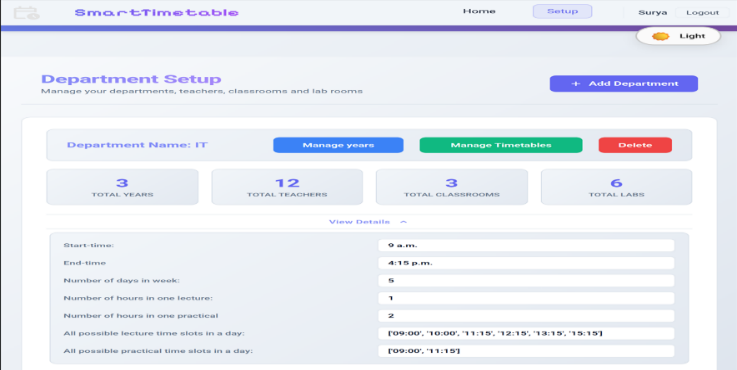 SmartTimetable
Home
Setup
Surya
Logout
Light
Department Setup
Manage your departments, teachers, classrooms and lab rooms
+ Add Department
Department Name: IT
Manage years
Manage Timetables
Delete
3
TOTAL YEARS
12
TOTAL TEACHERS
3
TOTAL CLASSROOMS
6
TOTAL LABS
View Details
Start-time: 9 a.m.
End-time 4:15 p.m.
Number of days in week: 5
Number of hours in one lecture: 1
Number of hours in one practical 2
All possible lecture time slots in a day: ['09:00', '10:00', '11:15', '12:15', '13:15', '15:15']
All possible practical time slots in a day: ['09:00', '11:15']